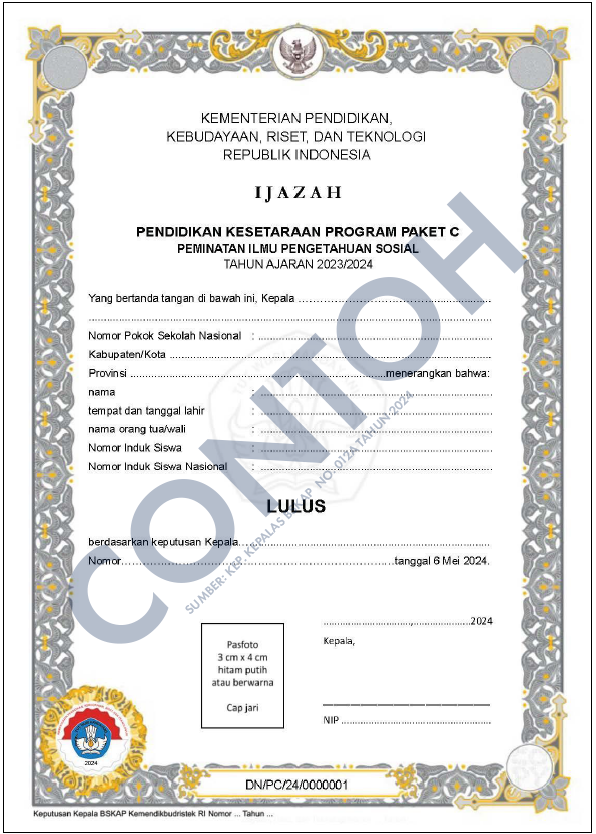 KEMENTERIAN PENDIDIKAN,
KEBUDAYAAN, RISET, DAN TEKNOLOGI
REPUBLIK INDONESIA
IJAZAH
PENDIDIKAN KESETARAAN PROGRAM PAKET C
PEMINATAN ILMU PENGETAHUAN SOSIAL
TAHUN AJARAN 2023/2024
Yang bertanda tangan di bawah ini, Kepala ............................................................
..........................................................................................................................
Nomor Pokok Sekolah Nasional : ......................................................................
Kabupaten/Kota ..................................................................................................
Provinsi ..............................................................................menerangkan bahwa:
nama : ......................................................................
tempat dan tanggal lahir : ......................................................................
nama orang tua/wali : ......................................................................
Nomor Induk Siswa : ......................................................................
Nomor Induk Siswa Nasional : ......................................................................
LULUS
berdasarkan keputusan Kepala...............................................................................
Nomor......................................................................................tanggal 6 Mei 2024.
............................,...................2024
Kepala,
Pasfoto
3 cm x 4 cm
hitam putih
atau berwarna
Cap jari
NIP ................................................
CONTOH
SUMBER: KEP. KEPALAS BSKAP NO. 012ATAHUN 2024
2024
DN/PC/24/0000001
Keputusan Kepala BSKAP Kemendikbudristek RI Nomor ... Tahun ...